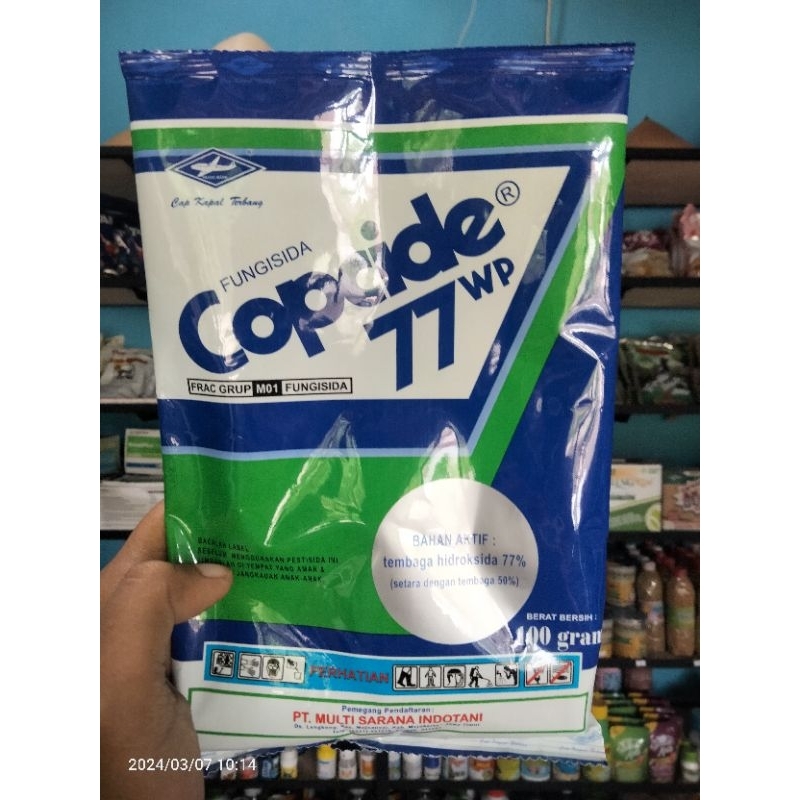 Cap Kapal Terbang
FUNGISIDA
Copcide®
77 WP
FRAC GRUP M01 FUNGISIDA
BAHAN AKTIF :
tembaga hidroksida 77%
(setara dengan tembaga 50%)
BACALAH LABEL
SEBELUM MENGGUNAKAN PESTISIDA INI
DI TEMPAT YANG AMAN &
JANGKAUAN ANAK-ANAK
BERAT BERSIH :
100 gram
PERHATIAN
Pemegang Pendaftaran :
PT. MULTI SARANA INDOTANI
2024/03/07 10:14